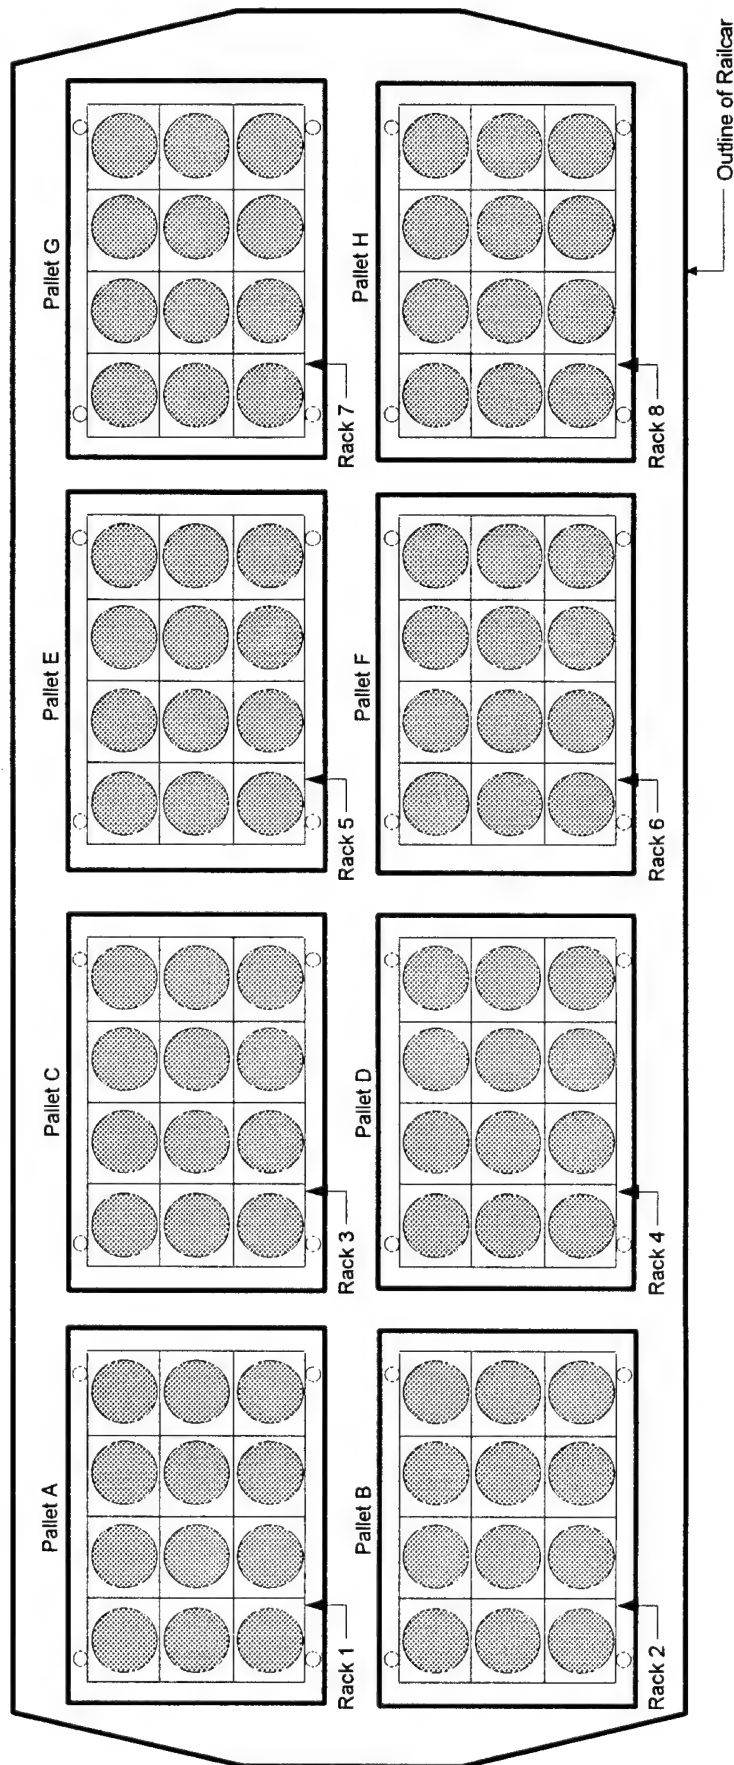 Pallet A
Pallet C
Pallet E
Pallet G
Rack 1
Rack 3
Rack 5
Rack 7
Pallet B
Pallet D
Pallet F
Pallet H
Rack 2
Rack 4
Rack 6
Rack 8
Outline of Railcar